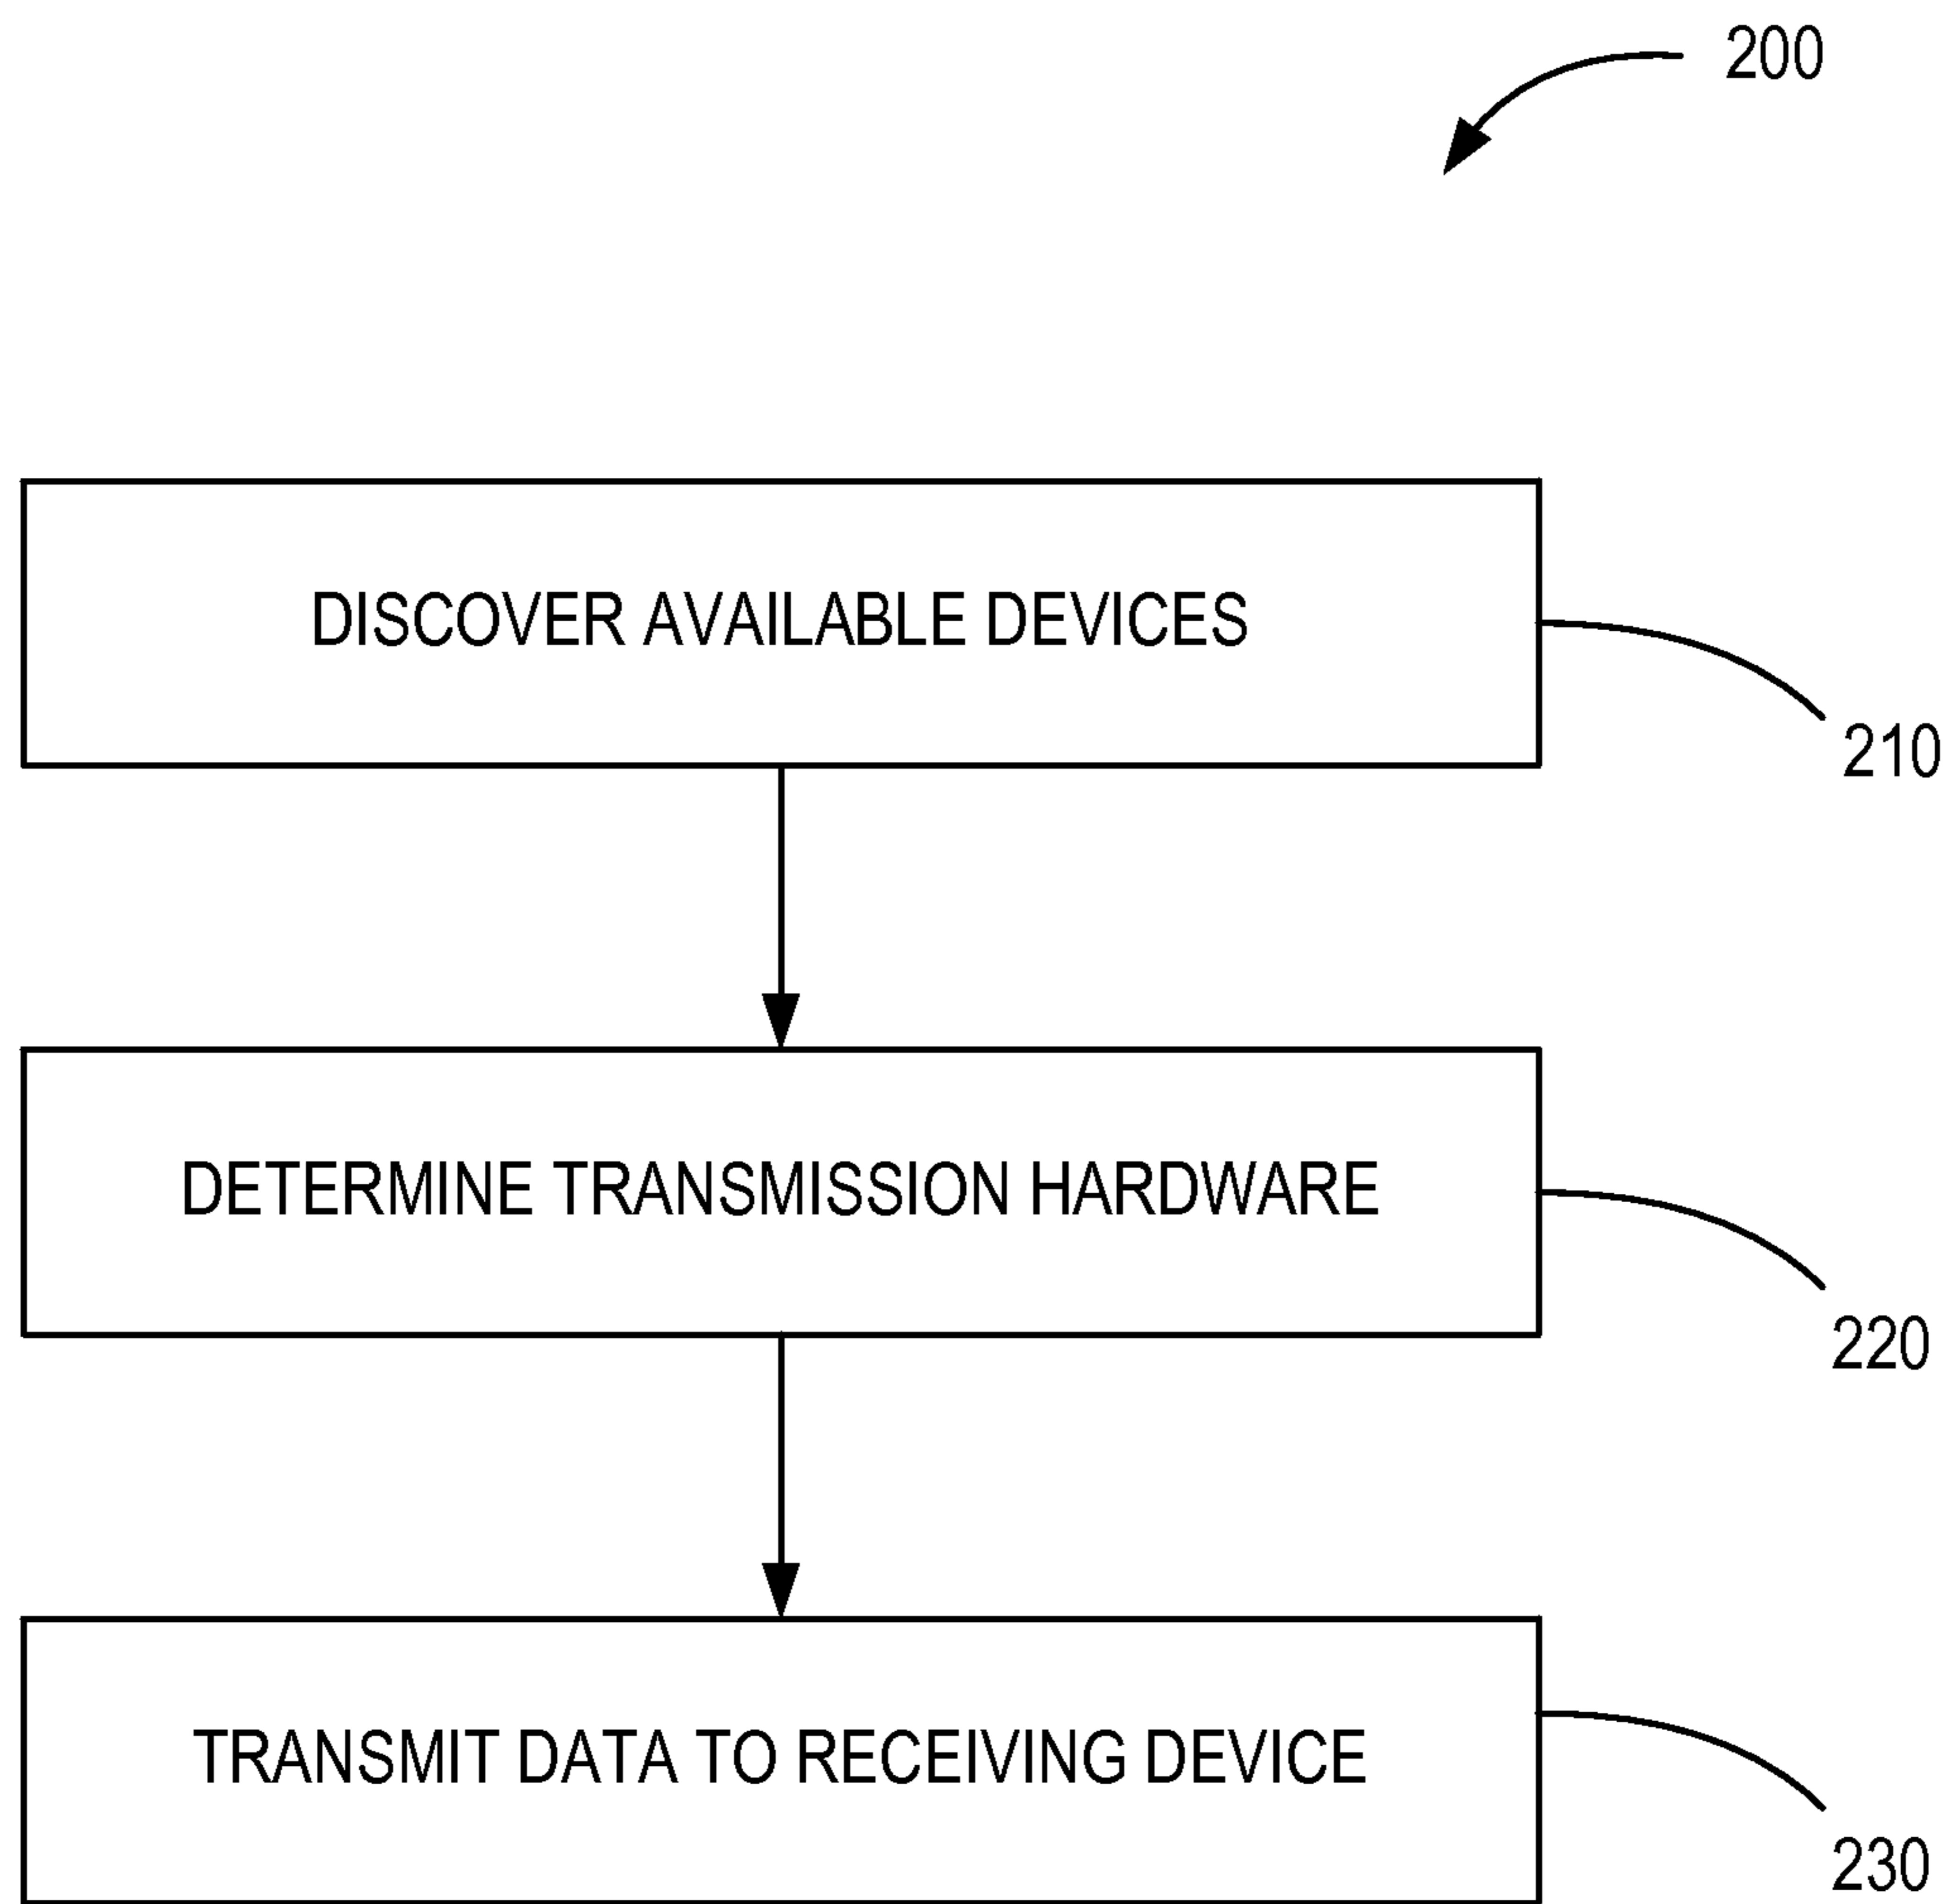 200
DISCOVER AVAILABLE DEVICES
210
DETERMINE TRANSMISSION HARDWARE
220
TRANSMIT DATA TO RECEIVING DEVICE
230